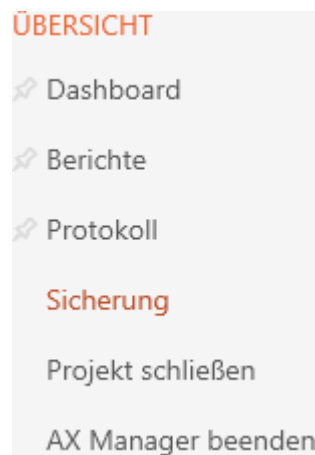 ÜBERSICHT
Dashboard
Berichte
Protokoll
Sicherung
Projekt schließen
AX Manager beenden